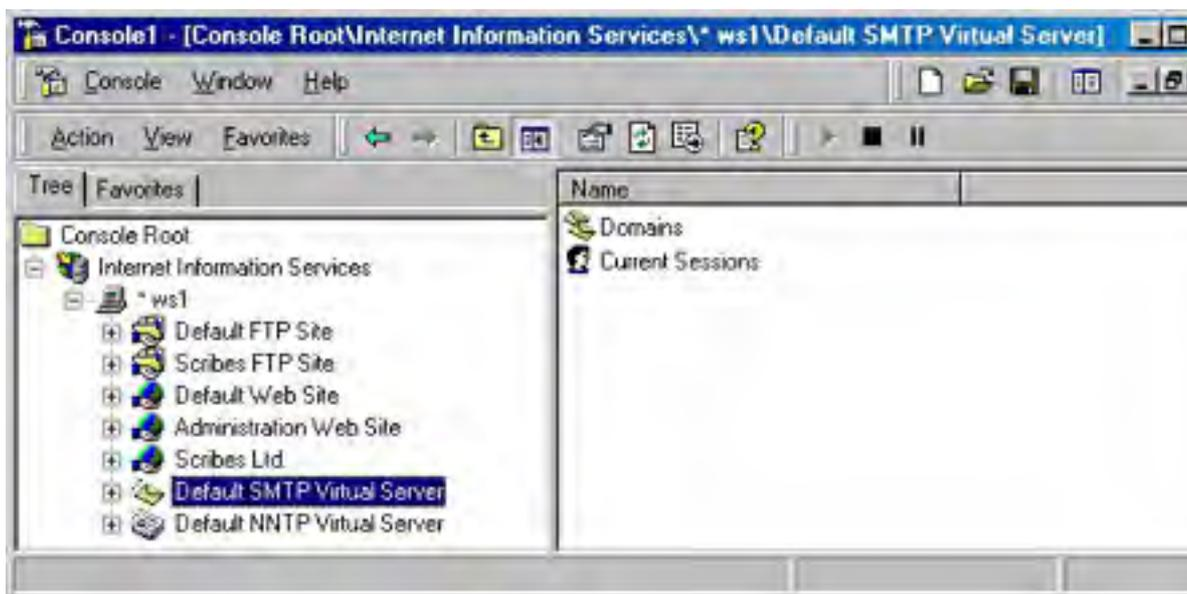 Console1 - [Console Root\Internet Information Services\* ws1\Default SMTP Virtual Server]
Console Window Help
Action View Favorites
Tree Favorites
Name
Console Root
Internet Information Services
* ws1
Default FTP Site
Scribes FTP Site
Default Web Site
Administration Web Site
Scribes Ltd
Default SMTP Virtual Server
Default NNTP Virtual Server
Domains
Current Sessions